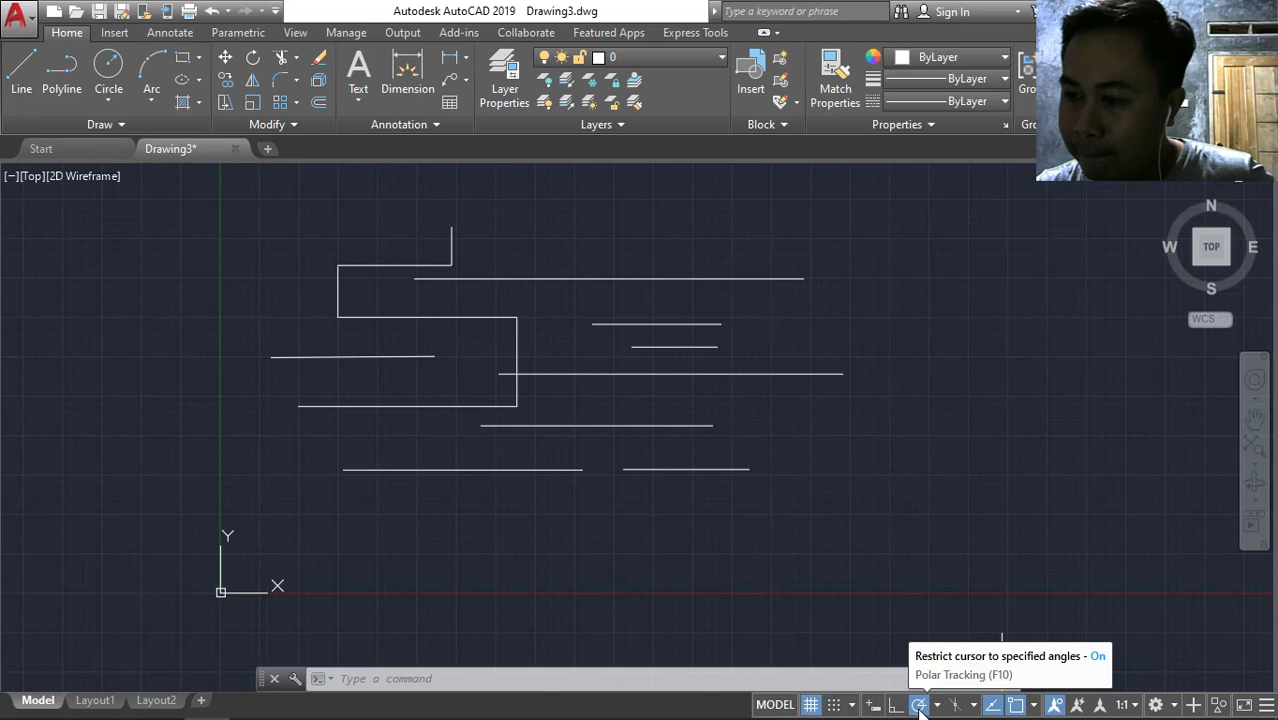 Autodesk AutoCAD 2019 Drawing3.dwg
Type a keyword or phrase
Sign In
Home Insert Annotate Parametric View Manage Output Add-ins Collaborate Featured Apps Express Tools
Line Polyline Circle Arc
Text Dimension
Layer Properties
0
Insert
Match Properties
ByLayer
ByLayer
ByLayer
Draw Modify Annotation Layers Block Properties
Start Drawing3*
[−][Top][2D Wireframe]
N
W TOP E
S
WCS
Y
X
Restrict cursor to specified angles - On
Polar Tracking (F10)
Type a command
Model Layout1 Layout2
MODEL
1:1